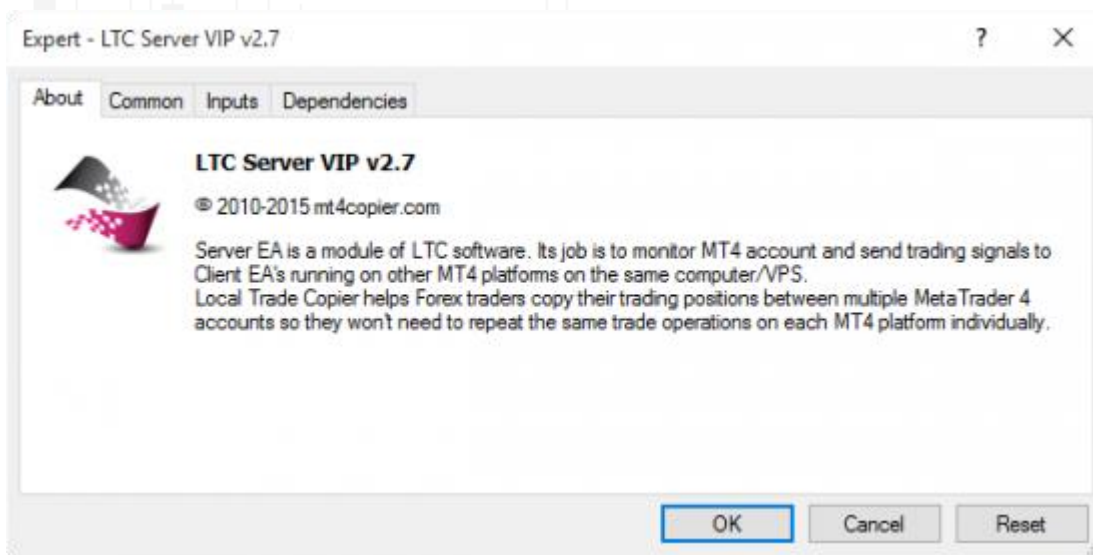 Expert - LTC Server VIP v2.7 ? ×
About Common Inputs Dependencies
LTC Server VIP v2.7
© 2010-2015 mt4copier.com
Server EA is a module of LTC software. Its job is to monitor MT4 account and send trading signals to
Client EA's running on other MT4 platforms on the same computer/VPS.
Local Trade Copier helps Forex traders copy their trading positions between multiple MetaTrader 4
accounts so they won't need to repeat the same trade operations on each MT4 platform individually.
OK Cancel Reset